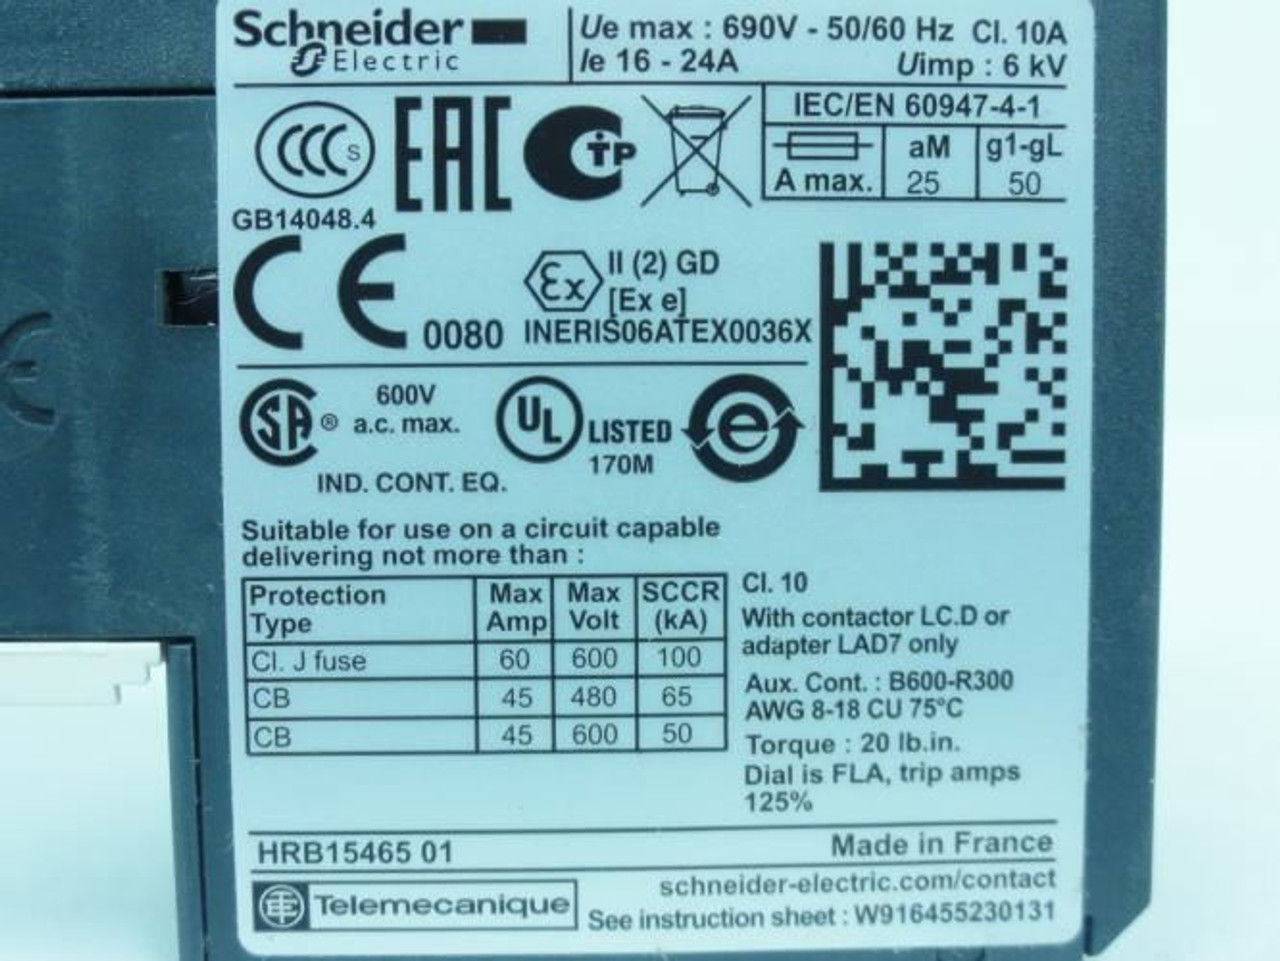 Schneider Electric
Ue max : 690V - 50/60 Hz Cl. 10A
Ie 16 - 24A Uimp : 6 kV
CCC S
GB14048.4
EAC
TP
IEC/EN 60947-4-1
aM g1-gL
A max. 25 50
CE 0080
Ex II (2) GD
[Ex e]
INERIS06ATEX0036X
SA ® 600V
a.c. max.
IND. CONT. EQ.
UL LISTED
170M
e
Suitable for use on a circuit capable
delivering not more than :
Protection Type Max Amp Max Volt SCCR (kA)
Cl. J fuse 60 600 100
CB 45 480 65
CB 45 600 50
Cl. 10
With contactor LC.D or
adapter LAD7 only
Aux. Cont. : B600-R300
AWG 8-18 CU 75°C
Torque : 20 lb.in.
Dial is FLA, trip amps
125%
HRB15465 01
Made in France
Telemecanique
schneider-electric.com/contact
See instruction sheet : W916455230131
CE